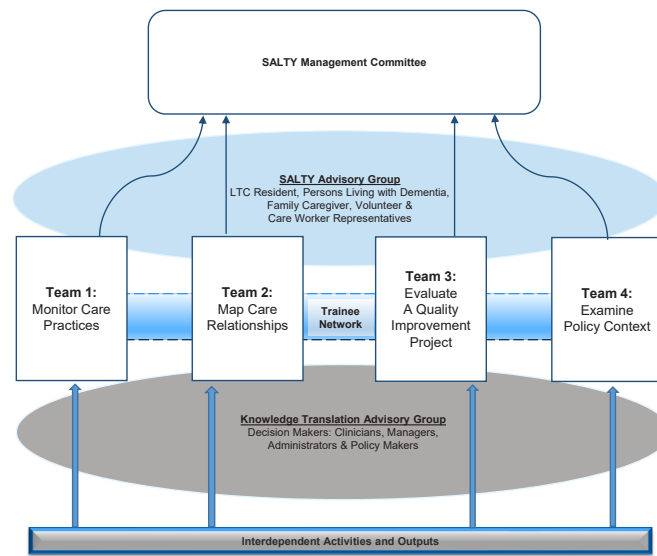 SALTY Management Committee
SALTY Advisory Group
LTC Resident, Persons Living with Dementia,
Family Caregiver, Volunteer &
Care Worker Representatives
Team 1:
Monitor Care
Practices
Team 2:
Map Care
Relationships
Trainee
Network
Team 3:
Evaluate
A Quality
Improvement
Project
Team 4:
Examine
Policy Context
Knowledge Translation Advisory Group
Decision Makers: Clinicians, Managers,
Administrators & Policy Makers
Interdependent Activities and Outputs